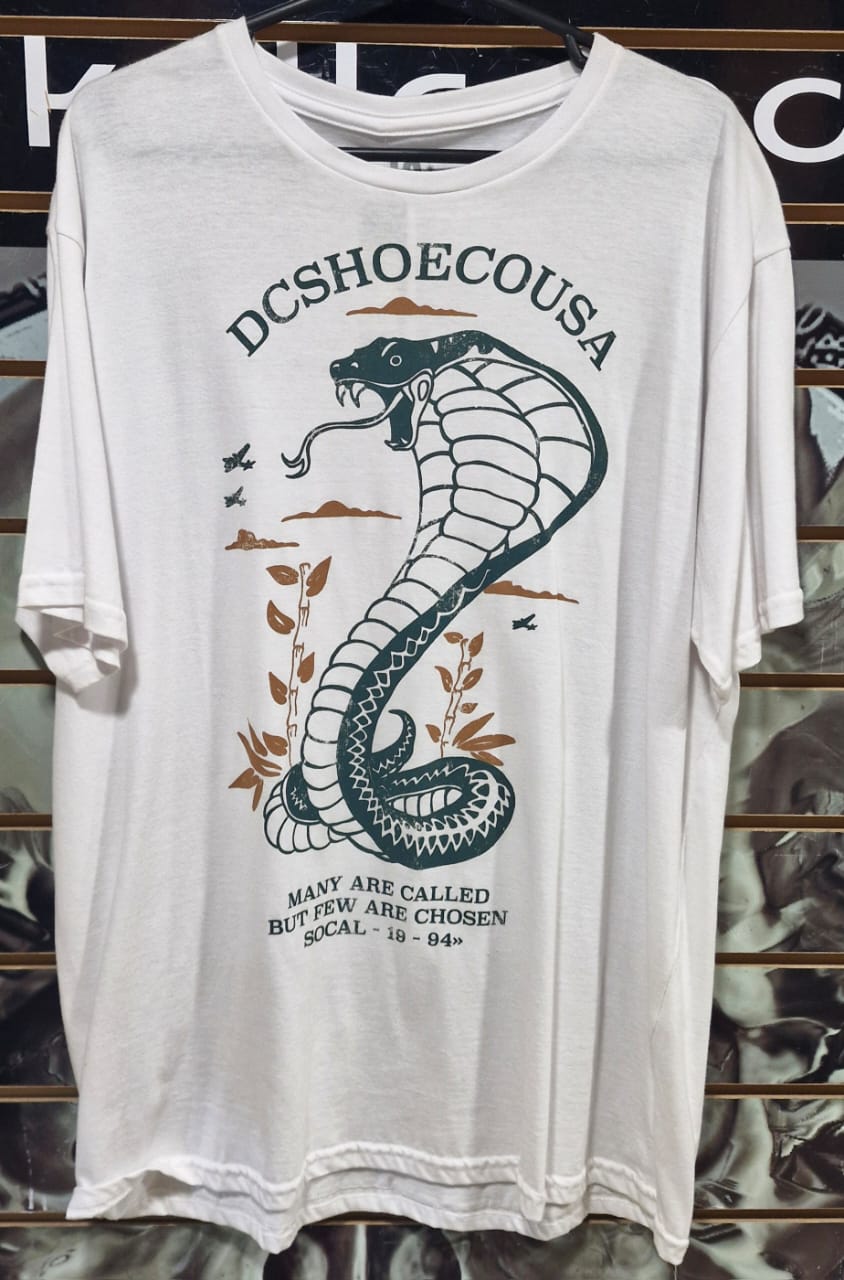 DCSHOECOUSA
MANY ARE CALLED
BUT FEW ARE CHOSEN
SOCAL - 19 - 94»